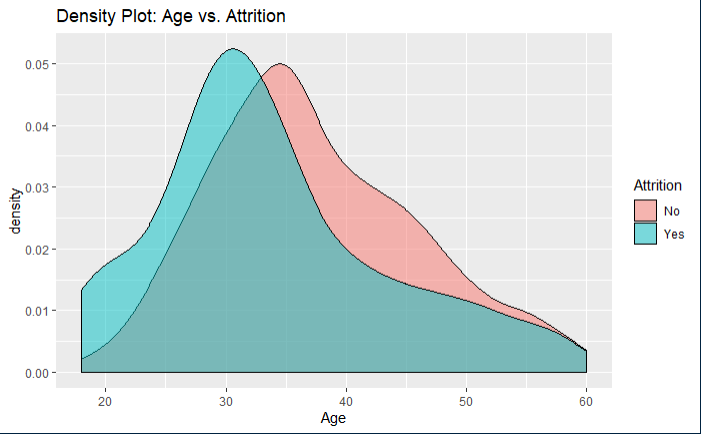 Density Plot: Age vs. Attrition
density
0.05
0.04
0.03
0.02
0.01
0.00
20 30 40 50 60
Age
Attrition
No
Yes